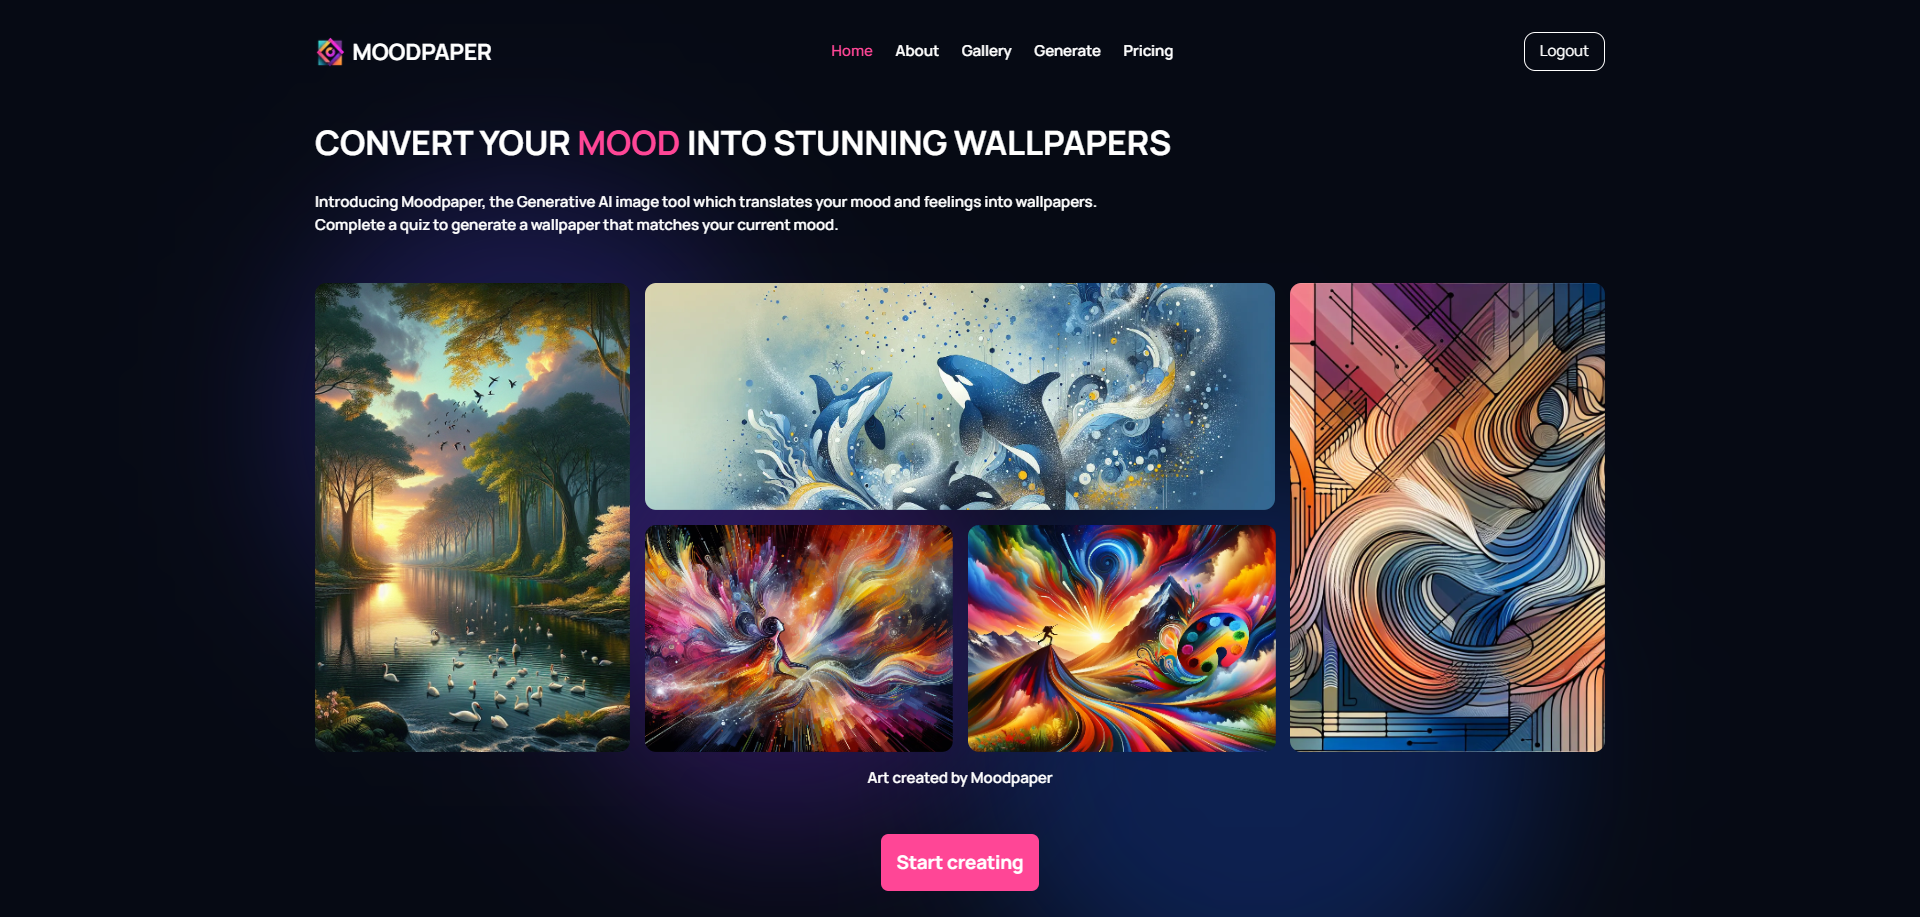 MOODPAPER
Home About Gallery Generate Pricing
Logout
CONVERT YOUR MOOD INTO STUNNING WALLPAPERS
Introducing Moodpaper, the Generative AI image tool which translates your mood and feelings into wallpapers.
Complete a quiz to generate a wallpaper that matches your current mood.
Art created by Moodpaper
Start creating